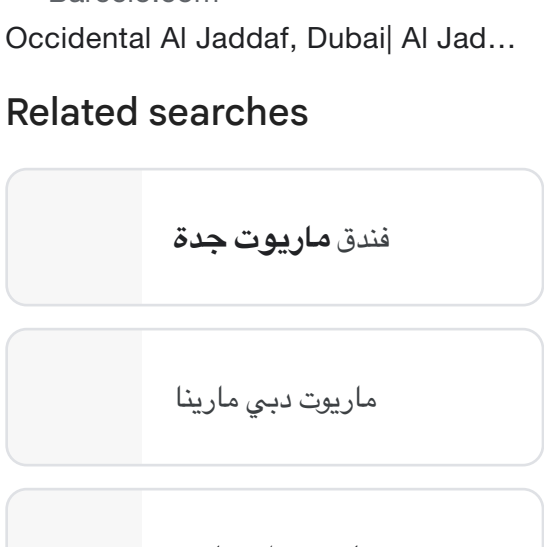 Occidental Al Jaddaf, Dubai| Al Jad...
Related searches
فندق ماريوت جدة
ماريوت دبي مارينا